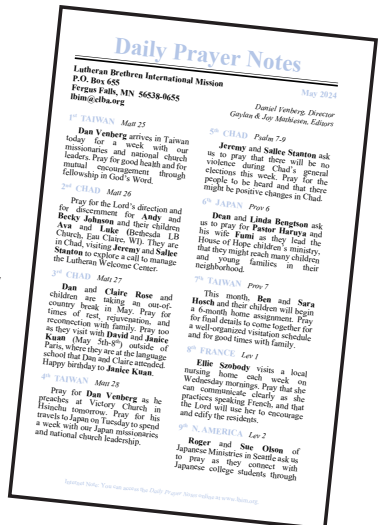 Daily Prayer Notes
Lutheran Brethren International Mission
P.O. Box 655
Fergus Falls, MN 56538-0655
lbim@clba.org
May 2024
Daniel Venberg, Director
Gaylan & Joy Mathiesen, Editors
1st TAIWAN Matt 25
Dan Venberg arrives in Taiwan
today for a week with our
missionaries and national church
leaders. Pray for good health and for
mutual encouragement through
fellowship in God's Word.
2nd CHAD Matt 26
Pray for the Lord's direction and
for discernment for Andy and
Becky Johnson and their children
Ava and Luke (Bethesda LB
Church, Eau Claire, WI). They are
in Chad, visiting Jeremy and Sallee
Stanton to explore a call to manage
the Lutheran Welcome Center.
3rd CHAD Matt 27
Dan and Claire Rose and
children are taking an out-of-
country break in May. Pray for
times of rest, rejuvenation, and
reconnection with family. Pray too
as they visit with David and Janice
Kuan (May 5th-8th) outside of
Paris, where they are at the language
school that Dan and Claire attended.
Happy birthday to Janice Kuan.
4th TAIWAN Matt 28
Pray for Dan Venberg as he
preaches at Victory Church in
Hsinchu tomorrow. Pray for his
travels to Japan on Tuesday to spend
a week with our Japan missionaries
and national church leadership.
5th CHAD Psalm 7-9
Jeremy and Sallee Stanton ask
us to pray that there will be no
violence during Chad's general
elections this week. Pray for the
people to be heard and that there
might be positive changes in Chad.
6th JAPAN Prov 6
Dean and Linda Bengtson ask
us to pray for Pastor Haruya and
his wife Fumi as they lead the
House of Hope children's ministry,
that they might reach many children
and young families in their
neighborhood.
7th TAIWAN Prov 7
This month, Ben and Sara
Hosch and their children will begin
a 6-month home assignment. Pray
for final details to come together for
a well-organized visitation schedule
and for good times with family.
8th FRANCE Lev 1
Ellie Szobody visits a local
nursing home each week on
Wednesday mornings. Pray that she
can communicate clearly as she
practices speaking French, and that
the Lord will use her to encourage
and edify the residents.
9th N. AMERICA Lev 2
Roger and Sue Olson of
Japanese Ministries in Seattle ask us
to pray as they connect with
Japanese college students through